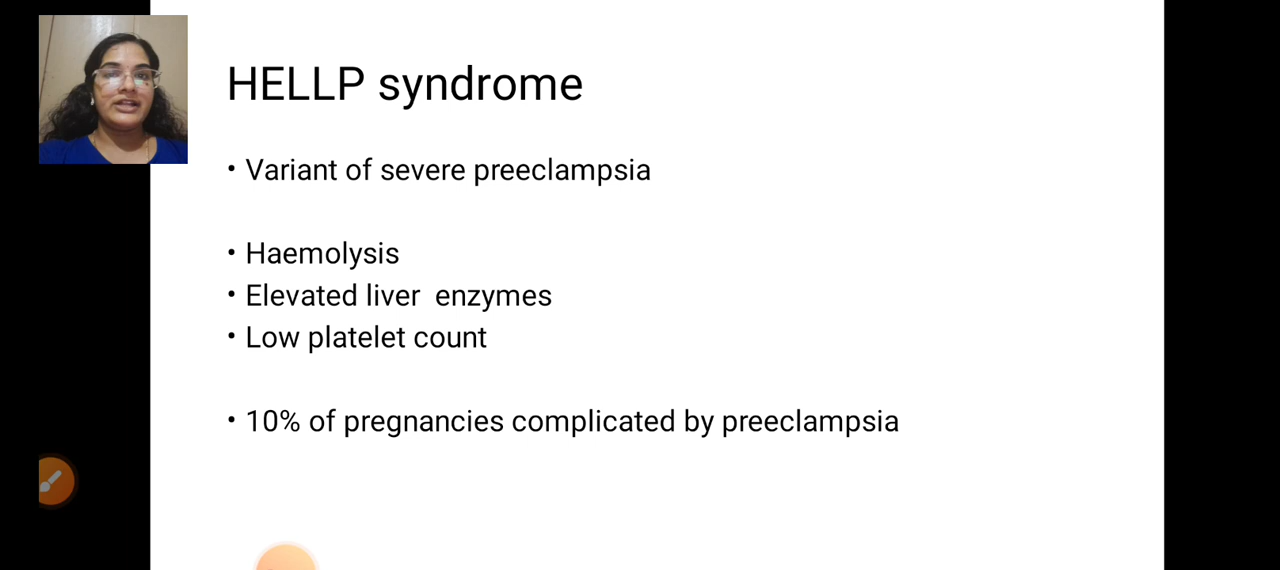 HELLP syndrome
• Variant of severe preeclampsia
• Haemolysis
• Elevated liver  enzymes
• Low platelet count
• 10% of pregnancies complicated by preeclampsia